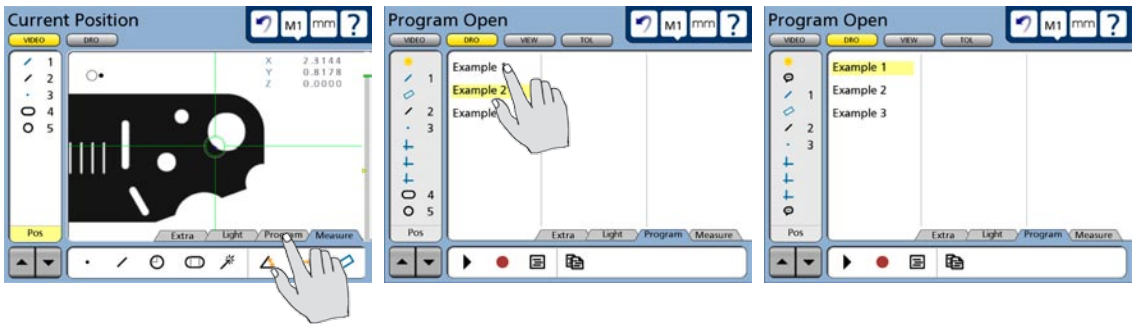 Current Position
M1 mm ?
VIDEO DRO
1
2
3
4
5
X 2.3144
Y 0.8178
Z 0.0000
Pos
Extra Light Program Measure
Program Open
M1 mm ?
VIDEO DRO VIEW TOL
Example
Example 2
Example
1
2
3
4
5
Pos
Extra Light Program Measure
Program Open
M1 mm ?
VIDEO DRO VIEW TOL
Example 1
Example 2
Example 3
1
2
3
Pos
Extra Light Program Measure